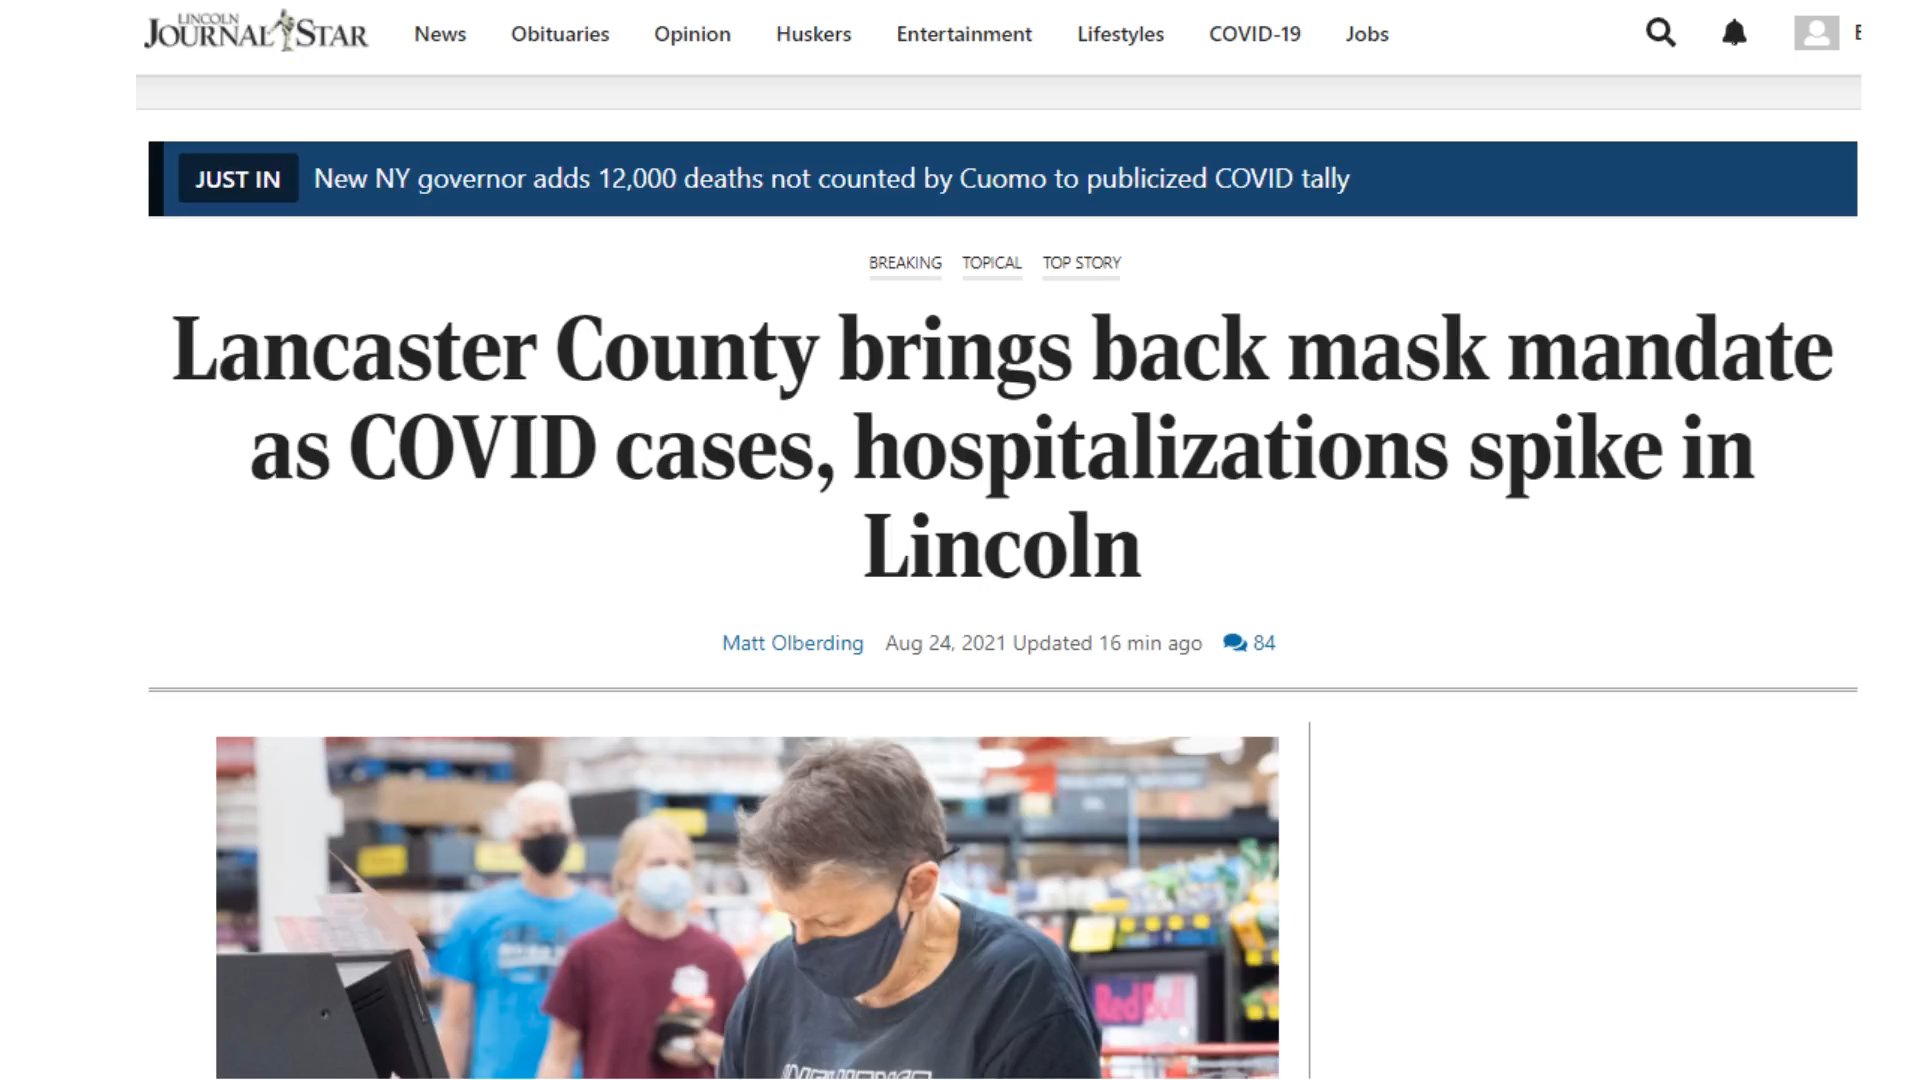 LINCOLN
JOURNAL STAR
News Obituaries Opinion Huskers Entertainment Lifestyles COVID-19 Jobs
JUST IN New NY governor adds 12,000 deaths not counted by Cuomo to publicized COVID tally
BREAKING TOPICAL TOP STORY
Lancaster County brings back mask mandate
as COVID cases, hospitalizations spike in
Lincoln
Matt Olberding Aug 24, 2021 Updated 16 min ago 84
Red Bull